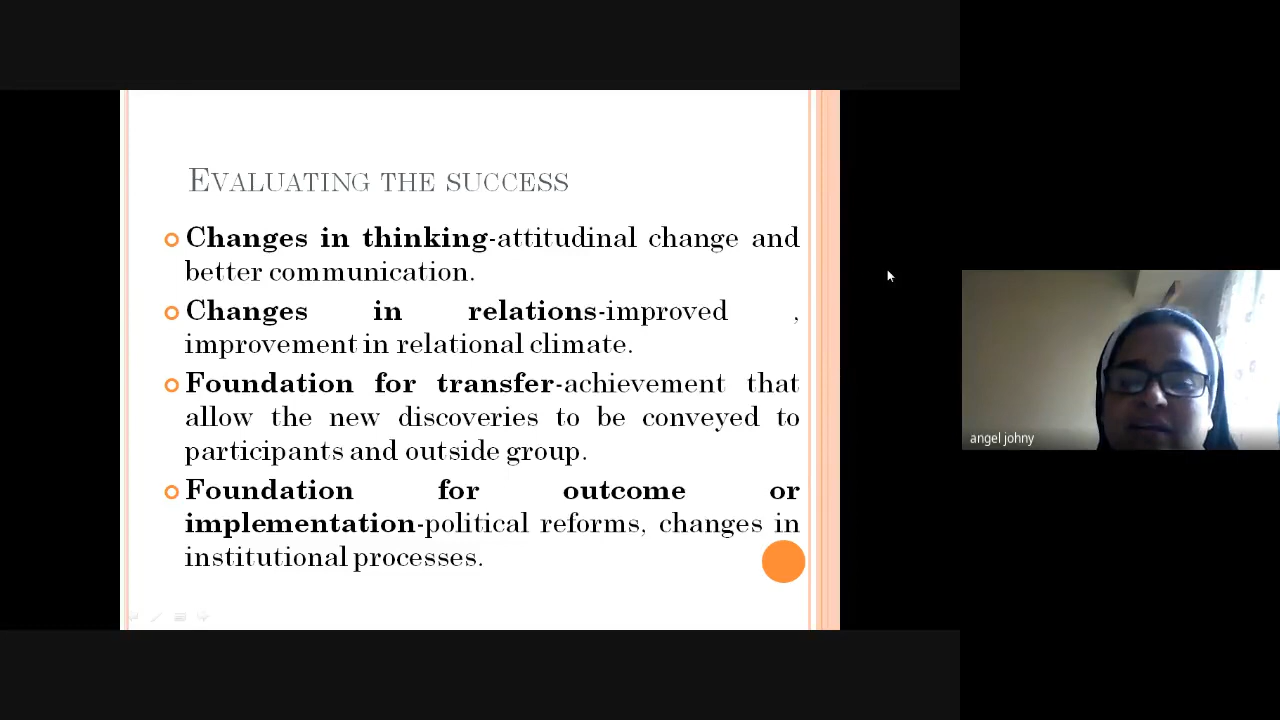 EVALUATING THE SUCCESS
Changes in thinking-attitudinal change and
better communication.
Changes in relations-improved ,
improvement in relational climate.
Foundation for transfer-achievement that
allow the new discoveries to be conveyed to
participants and outside group.
Foundation for outcome or
implementation-political reforms, changes in
institutional processes.
angel johny